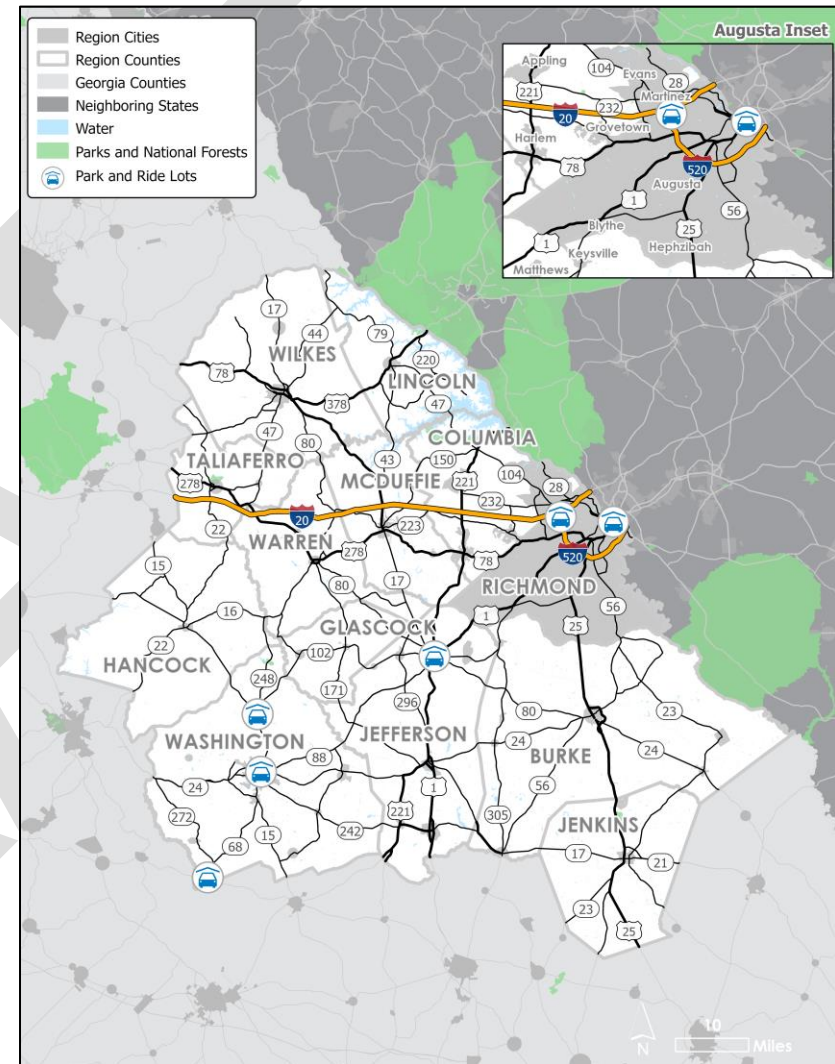 Region Cities
Region Counties
Georgia Counties
Neighboring States
Water
Parks and National Forests
Park and Ride Lots
Augusta Inset
Appling
104
Evans
28
221
Martinez
232
20
Grovetown
Harlem
78
520
Augusta
1
56
Blythe
25
1
Keysville
Hephzibah
Matthews
17
44
79
WILKES
220
78
LINCOLN
378
47
47
80
COLUMBIA
TALIAFERRO
43
150
278
MCDUFFIE
221
104
28
232
20
22
223
WARREN
278
78
520
15
80
17
RICHMOND
56
16
GLASCOCK
1
25
22
102
HANCOCK
248
171
296
80
23
WASHINGTON
JEFFERSON
88
24
BURKE
24
24
56
272
1
221
305
JENKINS
68
15
242
17
21
23
25
N
10
Miles